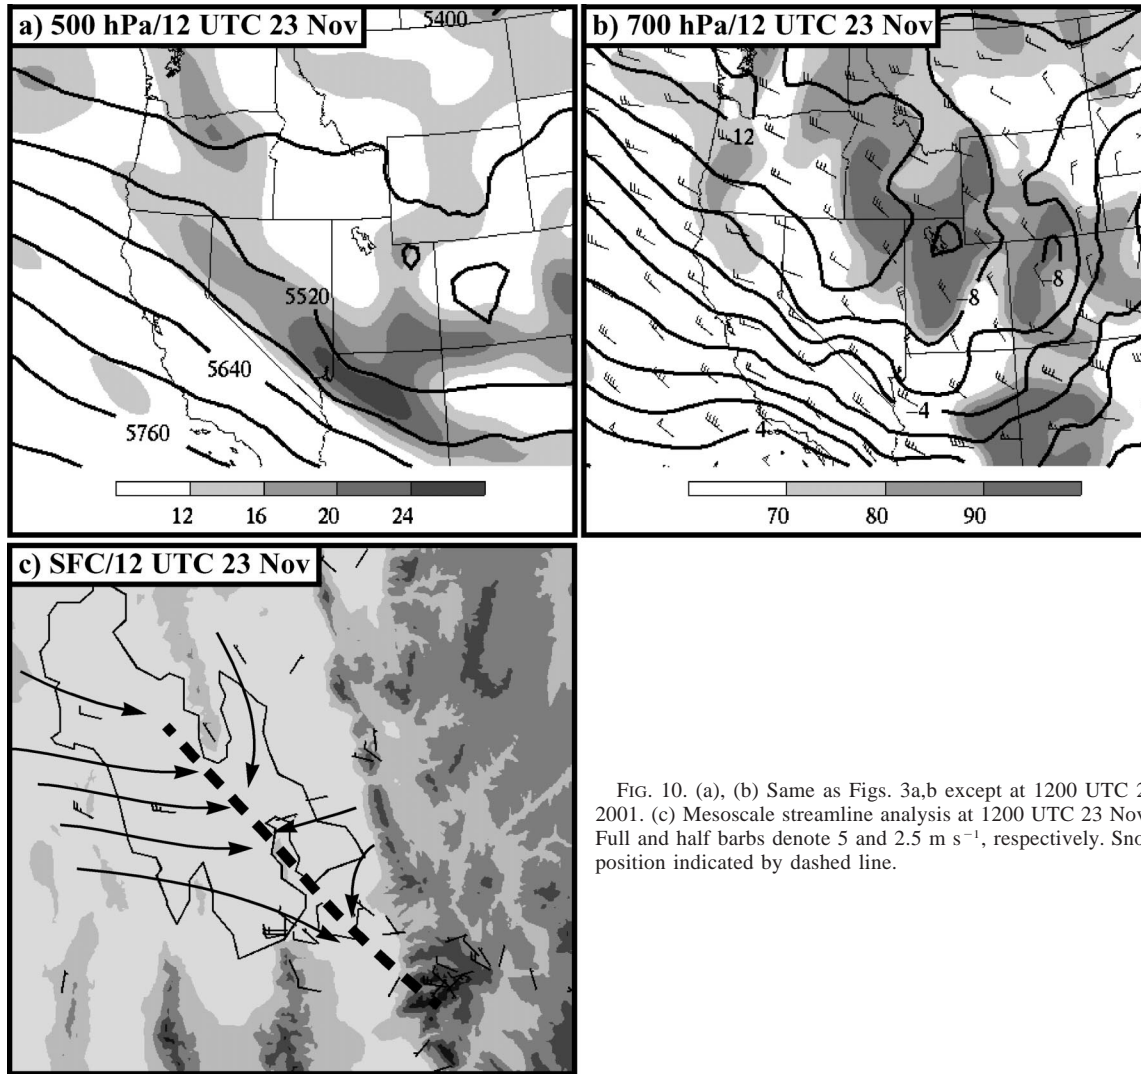 a) 500 hPa/12 UTC 23 Nov
5400
5520
5640
5760
12 16 20 24
b) 700 hPa/12 UTC 23 Nov
-12
-8
-8
-4
4
70 80 90
c) SFC/12 UTC 23 Nov
FIG. 10. (a), (b) Same as Figs. 3a,b except at 1200 UTC 2
2001. (c) Mesoscale streamline analysis at 1200 UTC 23 Nov
Full and half barbs denote 5 and 2.5 m s⁻¹, respectively. Sno
position indicated by dashed line.